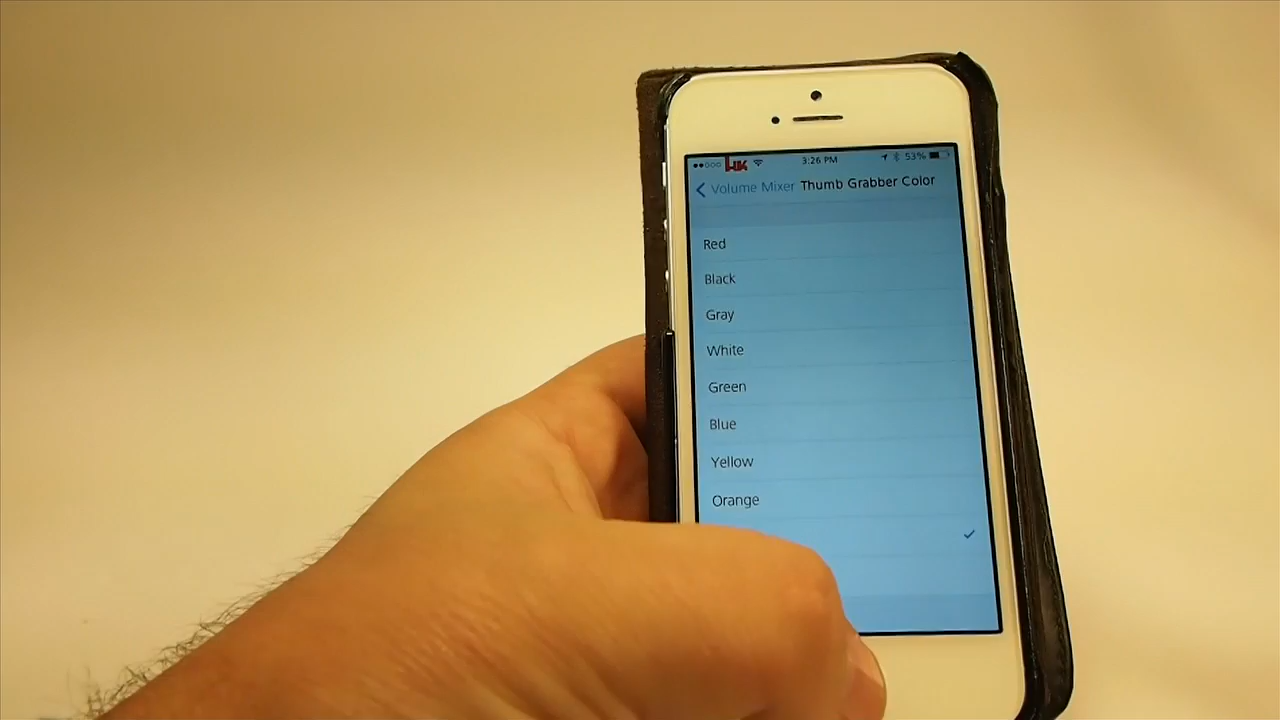 HK 3:26 PM 53%
Volume Mixer Thumb Grabber Color
Red
Black
Gray
White
Green
Blue
Yellow
Orange